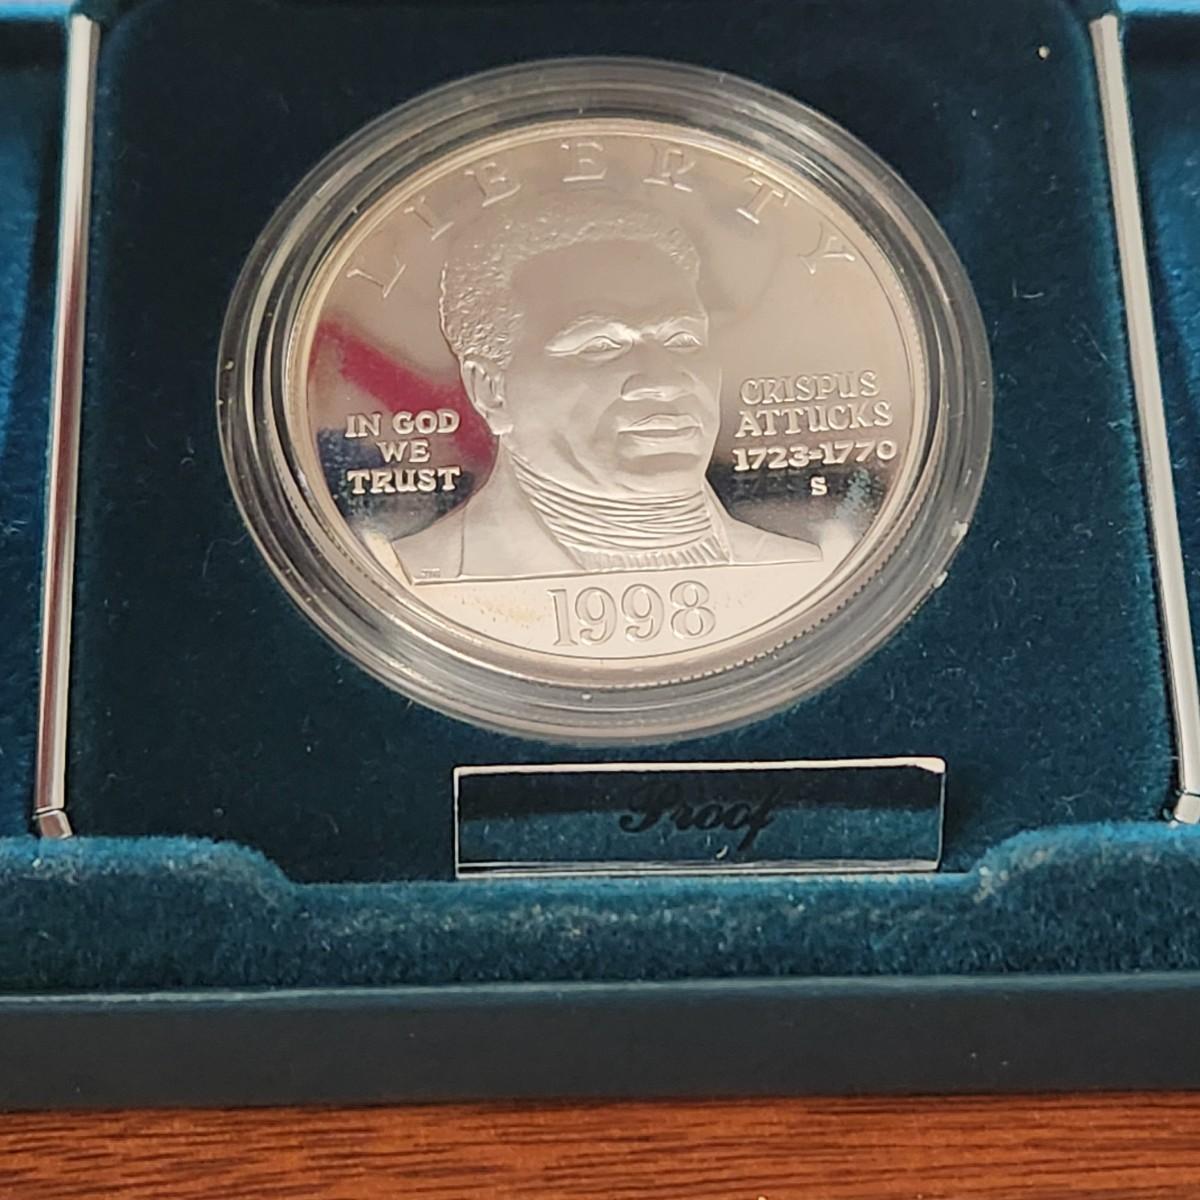 LIBERTY
IN GOD
WE
TRUST
CRISPUS
ATTUCKS
1723-1770
S
1998
Proof